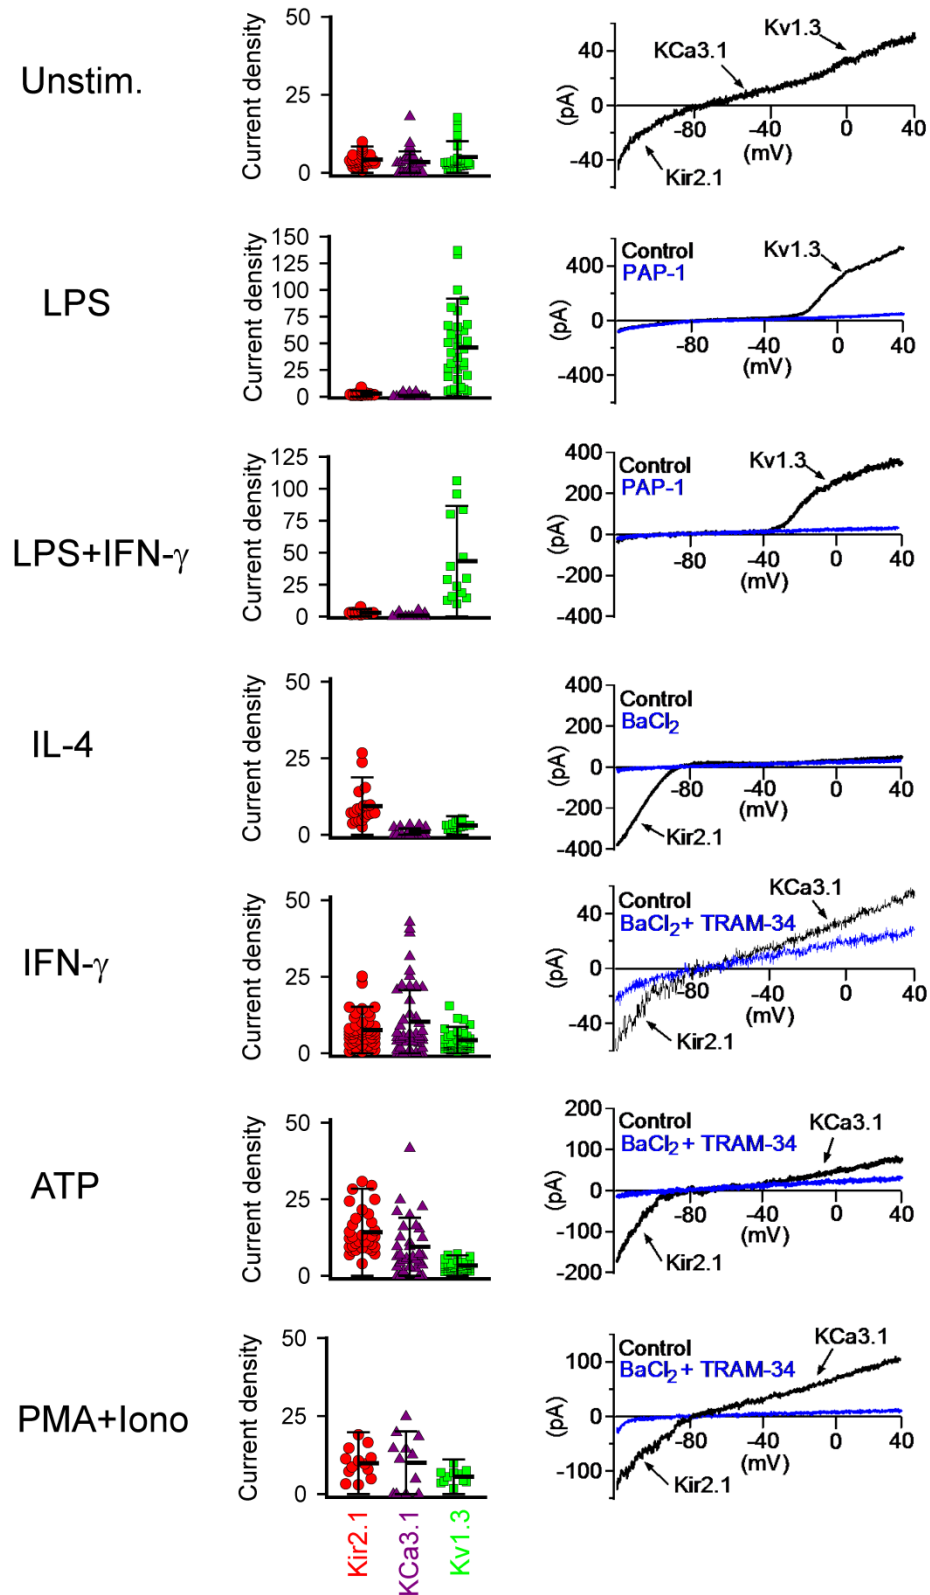 Unstim.
Current density
50
25
0
(pA)
40
0
-40
-80
-40
0
40
(mV)
Kv1.3
KCa3.1
Kir2.1
LPS
Current density
150
125
100
75
50
25
0
(pA)
400
0
-400
-80
-40
0
40
(mV)
Control
PAP-1
Kv1.3
LPS+IFN-γ
Current density
125
100
75
50
25
0
(pA)
400
200
0
-200
-400
-80
-40
0
40
(mV)
Control
PAP-1
Kv1.3
IL-4
Current density
50
25
0
(pA)
400
200
0
-200
-400
-80
-40
0
40
(mV)
Control
BaCl₂
Kir2.1
IFN-γ
Current density
50
25
0
(pA)
40
0
-40
-80
-40
0
40
(mV)
Control
BaCl₂+ TRAM-34
KCa3.1
Kir2.1
ATP
Current density
50
25
0
(pA)
200
100
0
-100
-200
-80
-40
0
40
(mV)
Control
BaCl₂+ TRAM-34
KCa3.1
Kir2.1
PMA+Iono
Current density
50
25
0
(pA)
100
0
-100
-80
-40
0
40
(mV)
Control
BaCl₂+ TRAM-34
KCa3.1
Kir2.1
Kir2.1
KCa3.1
Kv1.3